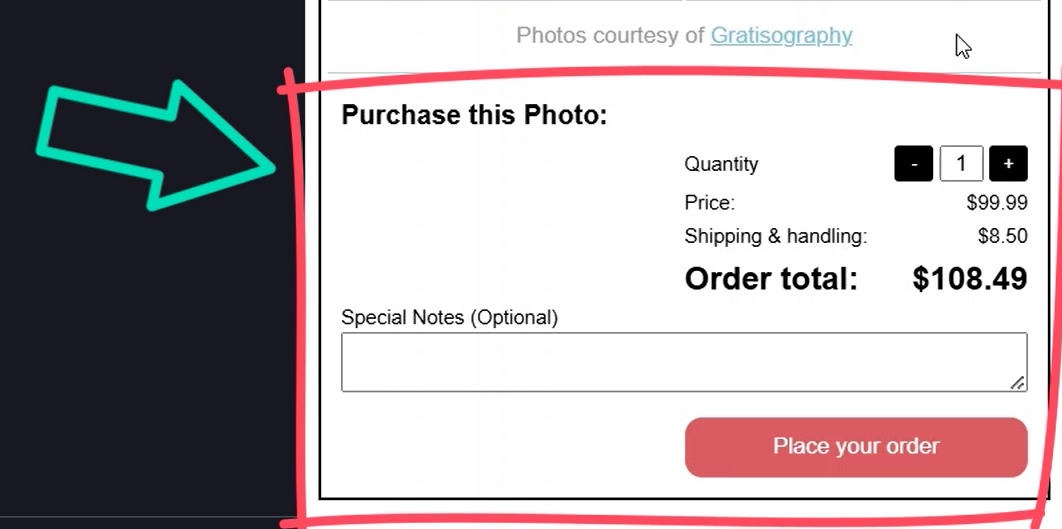 Photos courtesy of Gratisography
Purchase this Photo:
Quantity - 1 +
Price: $99.99
Shipping & handling: $8.50
Order total: $108.49
Special Notes (Optional)
Place your order